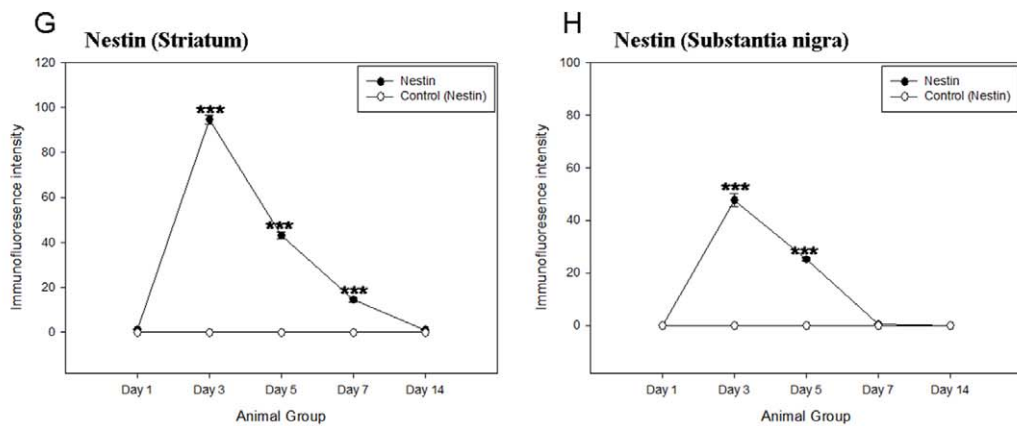 G
Nestin (Striatum)
120
100
80
60
40
20
0
Immunofluoresence intensity
Nestin
Control (Nestin)
***
***
***
Day 1 Day 3 Day 5 Day 7 Day 14
Animal Group
H
Nestin (Substantia nigra)
100
80
60
40
20
0
Immunofluoresence intensity
Nestin
Control (Nestin)
***
***
Day 1 Day 3 Day 5 Day 7 Day 14
Animal Group